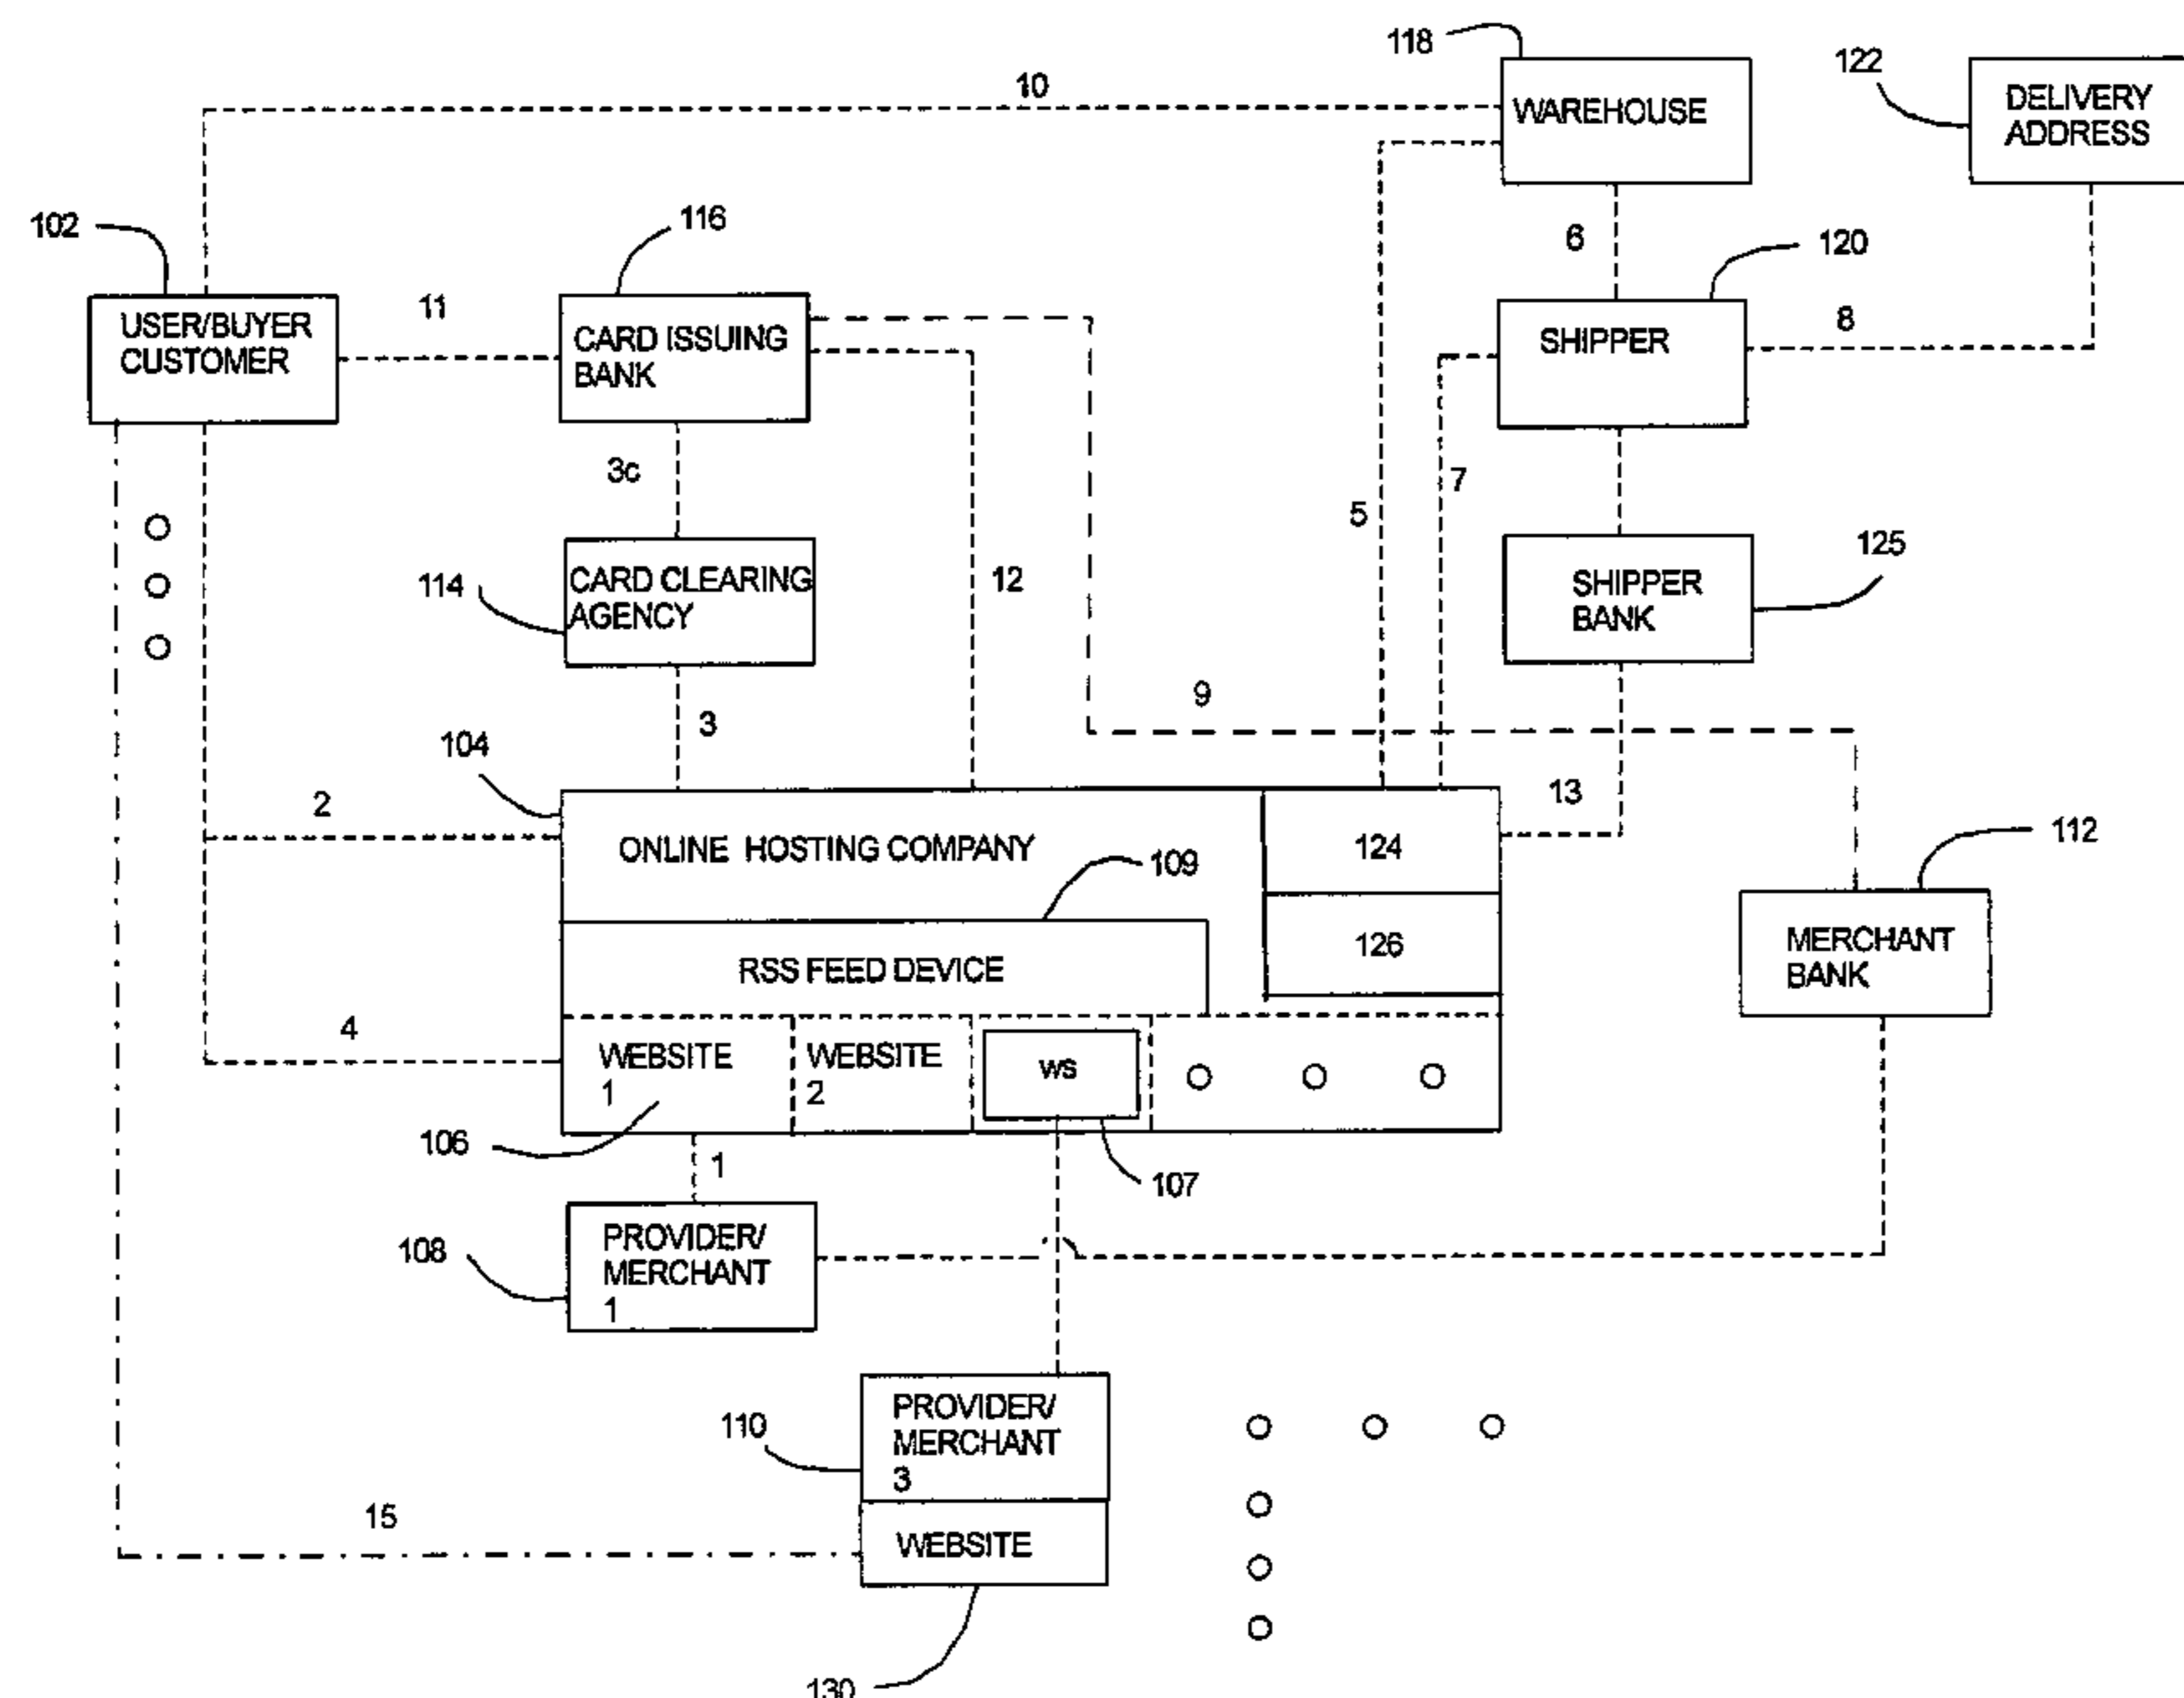 118
122
10
WAREHOUSE
DELIVERY
ADDRESS
102
116
6
120
11
USER/BUYER
CUSTOMER
CARD ISSUING
BANK
SHIPPER
8
3c
7
5
114
CARD CLEARING
AGENCY
12
SHIPPER
BANK
125
9
3
104
2
13
ONLINE HOSTING COMPANY
109
124
112
RSS FEED DEVICE
126
MERCHANT
BANK
4
WEBSITE
1
WEBSITE
2
ws
106
1
107
108
PROVIDER/
MERCHANT
1
110
PROVIDER/
MERCHANT
3
15
WEBSITE
130